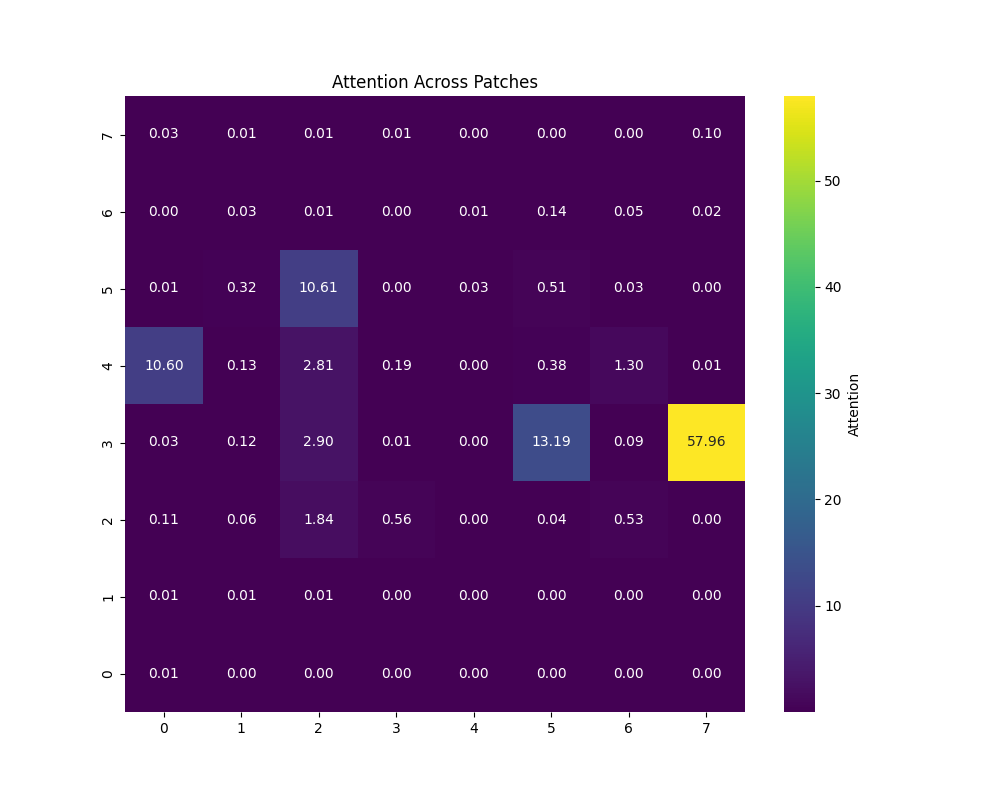 Attention Across Patches
7 0.03 0.01 0.01 0.01 0.00 0.00 0.00 0.10
6 0.00 0.03 0.01 0.00 0.01 0.14 0.05 0.02
5 0.01 0.32 10.61 0.00 0.03 0.51 0.03 0.00
4 10.60 0.13 2.81 0.19 0.00 0.38 1.30 0.01
3 0.03 0.12 2.90 0.01 0.00 13.19 0.09 57.96
2 0.11 0.06 1.84 0.56 0.00 0.04 0.53 0.00
1 0.01 0.01 0.01 0.00 0.00 0.00 0.00 0.00
0 0.01 0.00 0.00 0.00 0.00 0.00 0.00 0.00
0 1 2 3 4 5 6 7
50
40
30
20
10
Attention